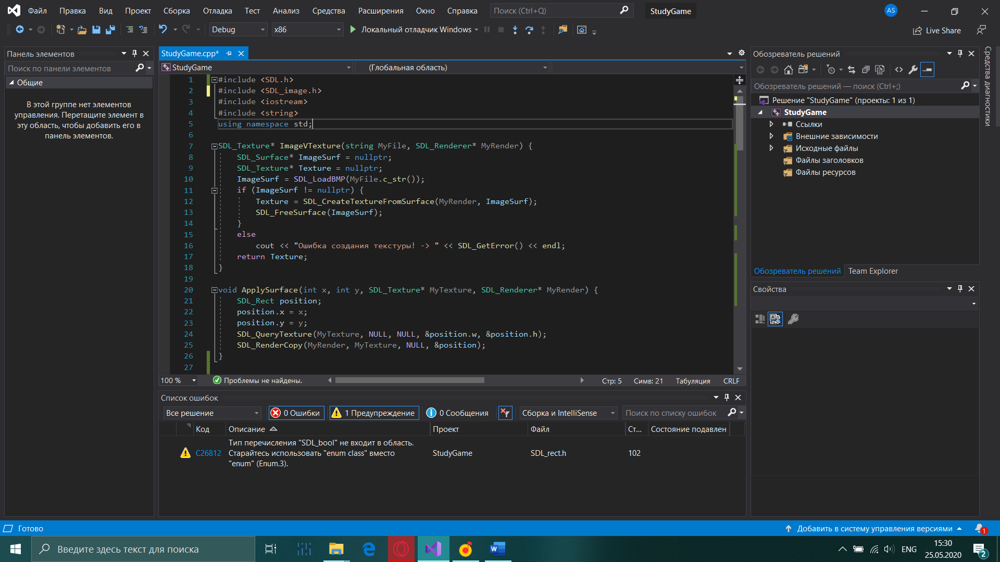 Файл Правка Вид Проект Сборка Отладка Тест Анализ Средства Расширения Окно Справка Поиск (Ctrl+Q) StudyGame AS
Debug x86 Локальный отладчик Windows Live Share
Панель элементов
Поиск по панели элементов
Общие
В этой группе нет элементов
управления. Перетащите элемент в
эту область, чтобы добавить его в
панель элементов.
StudyGame.cpp*
StudyGame (Глобальная область)
1 #include <SDL.h>
2 #include <SDL_image.h>
3 #include <iostream>
4 #include <string>
5 using namespace std;
6
7 SDL_Texture* ImageVTexture(string MyFile, SDL_Renderer* MyRender) {
8 SDL_Surface* ImageSurf = nullptr;
9 SDL_Texture* Texture = nullptr;
10 ImageSurf = SDL_LoadBMP(MyFile.c_str());
11 if (ImageSurf != nullptr) {
12 Texture = SDL_CreateTextureFromSurface(MyRender, ImageSurf);
13 SDL_FreeSurface(ImageSurf);
14 }
15 else
16 cout << "Ошибка создания текстуры! -> " << SDL_GetError() << endl;
17 return Texture;
18 }
19
20 void ApplySurface(int x, int y, SDL_Texture* MyTexture, SDL_Renderer* MyRender) {
21 SDL_Rect position;
22 position.x = x;
23 position.y = y;
24 SDL_QueryTexture(MyTexture, NULL, NULL, &position.w, &position.h);
25 SDL_RenderCopy(MyRender, MyTexture, NULL, &position);
26 }
27
100 % Проблемы не найдены. Стр: 5 Симв: 21 Табуляция CRLF
Список ошибок
Все решение 0 Ошибки 1 Предупреждение 0 Сообщения Сборка и IntelliSense Поиск по списку ошибок
Код Описание Проект Файл Ст... Состояние подавлен
C26812 Тип перечисления "SDL_bool" не входит в область.
Старайтесь использовать "enum class" вместо
"enum" (Enum.3).
StudyGame SDL_rect.h 102
Обозреватель решений
Обозреватель решений — поиск (Ctrl+;)
Решение "StudyGame" (проекты: 1 из 1)
StudyGame
Ссылки
Внешние зависимости
Исходные файлы
Файлы заголовков
Файлы ресурсов
Обозреватель решений Team Explorer
Свойства
Средства диагностики
Готово Добавить в систему управления версиями 1
Введите здесь текст для поиска
ENG
15:30
25.05.2020
2